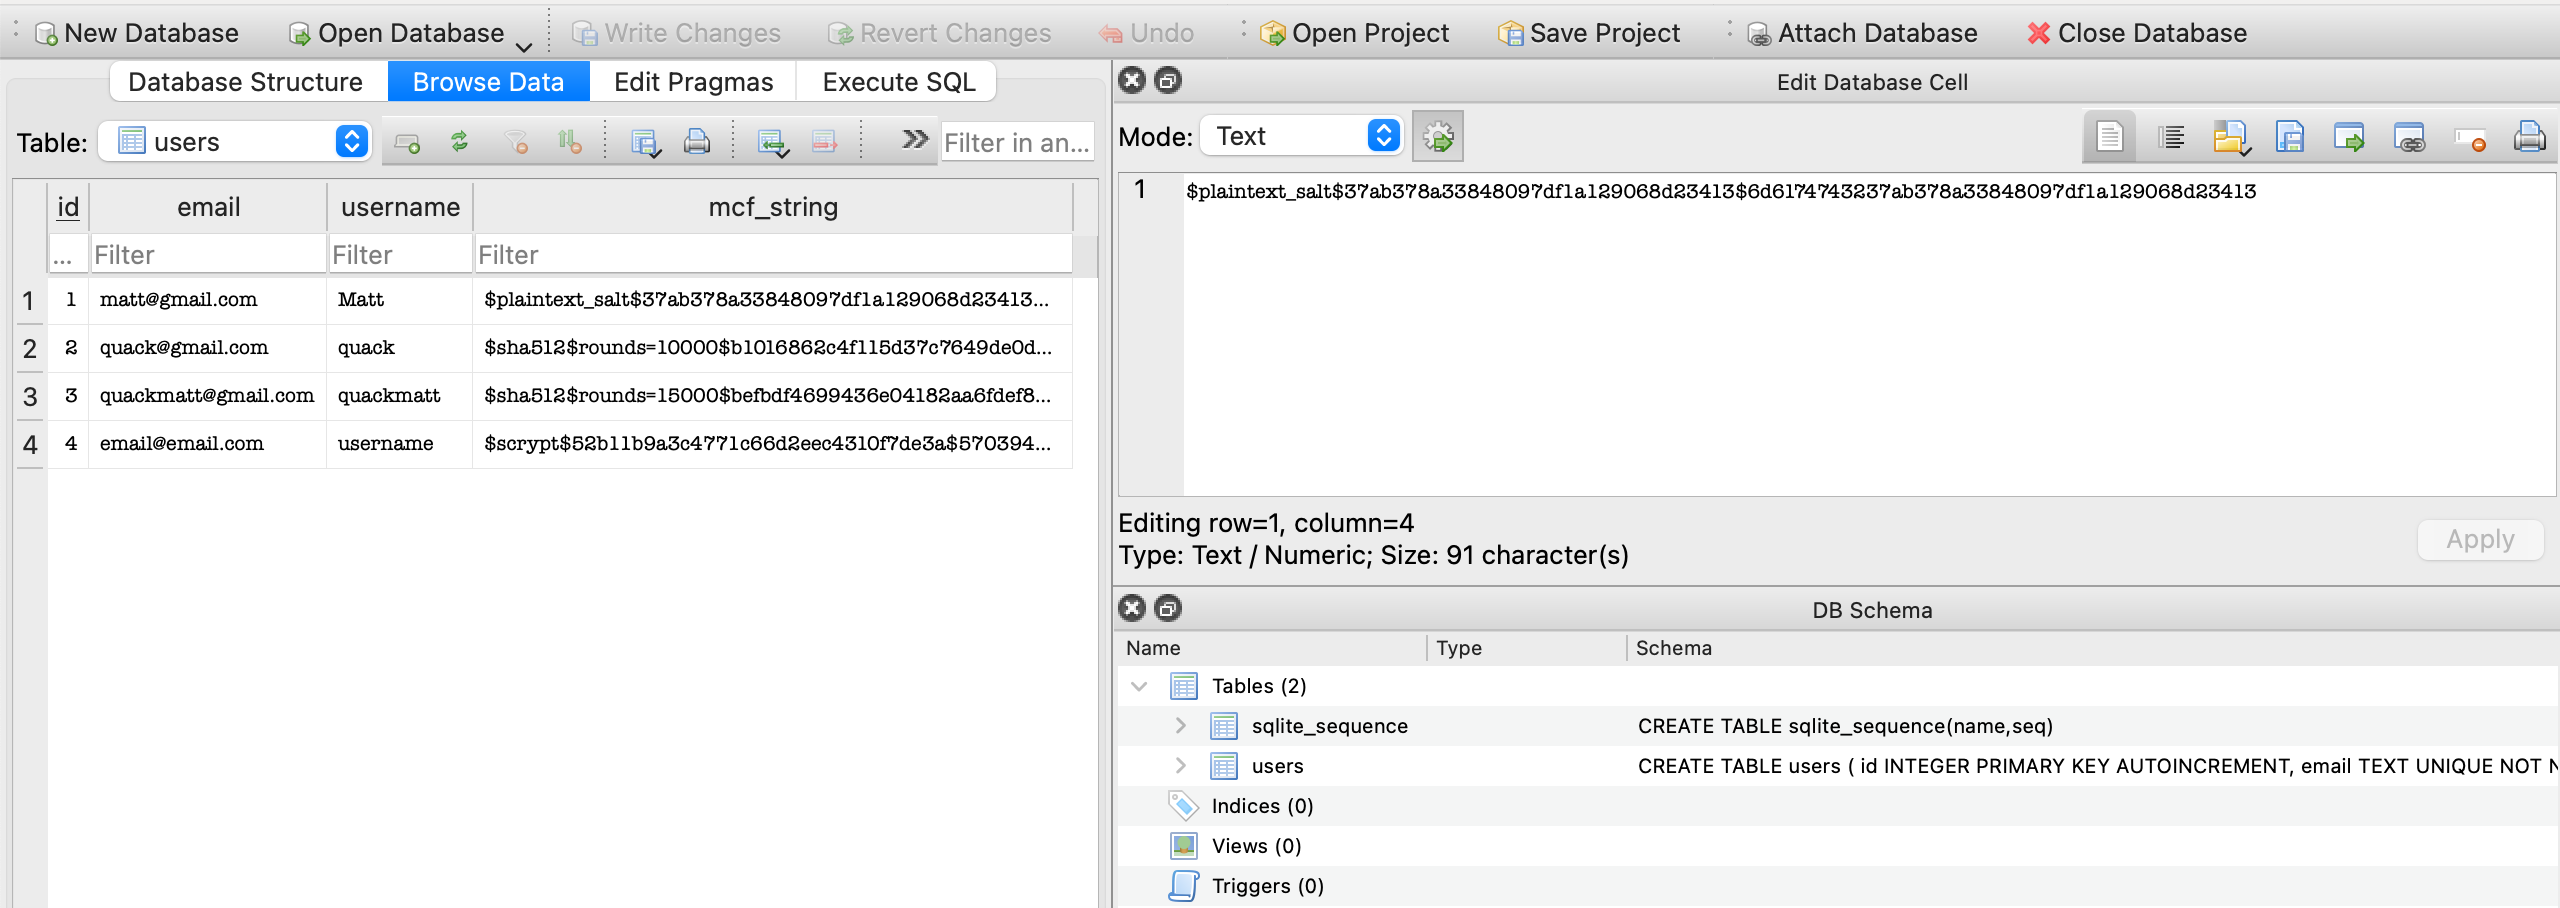 New Database Open Database Write Changes Revert Changes Undo Open Project Save Project Attach Database Close Database
Database Structure Browse Data Edit Pragmas Execute SQL
Table: users Filter in an...
id email username mcf_string
... Filter Filter Filter
1 1 matt@gmail.com Matt $plaintext_salt$37ab378a33848097df1a129068d23413...
2 2 quack@gmail.com quack $sha512$rounds=10000$b1016862c4f115d37c7649de0d...
3 3 quackmatt@gmail.com quackmatt $sha512$rounds=15000$befbdf4699436e04182aa6fdef8...
4 4 email@email.com username $scrypt$52b11b9a3c4771c66d2eec4310f7de3a$570394...
Edit Database Cell
Mode: Text
1 $plaintext_salt$37ab378a33848097df1a129068d23413$6d6174743237ab378a33848097df1a129068d23413
Editing row=1, column=4
Type: Text / Numeric; Size: 91 character(s)
Apply
DB Schema
Name Type Schema
Tables (2)
sqlite_sequence CREATE TABLE sqlite_sequence(name,seq)
users CREATE TABLE users ( id INTEGER PRIMARY KEY AUTOINCREMENT, email TEXT UNIQUE NOT N
Indices (0)
Views (0)
Triggers (0)